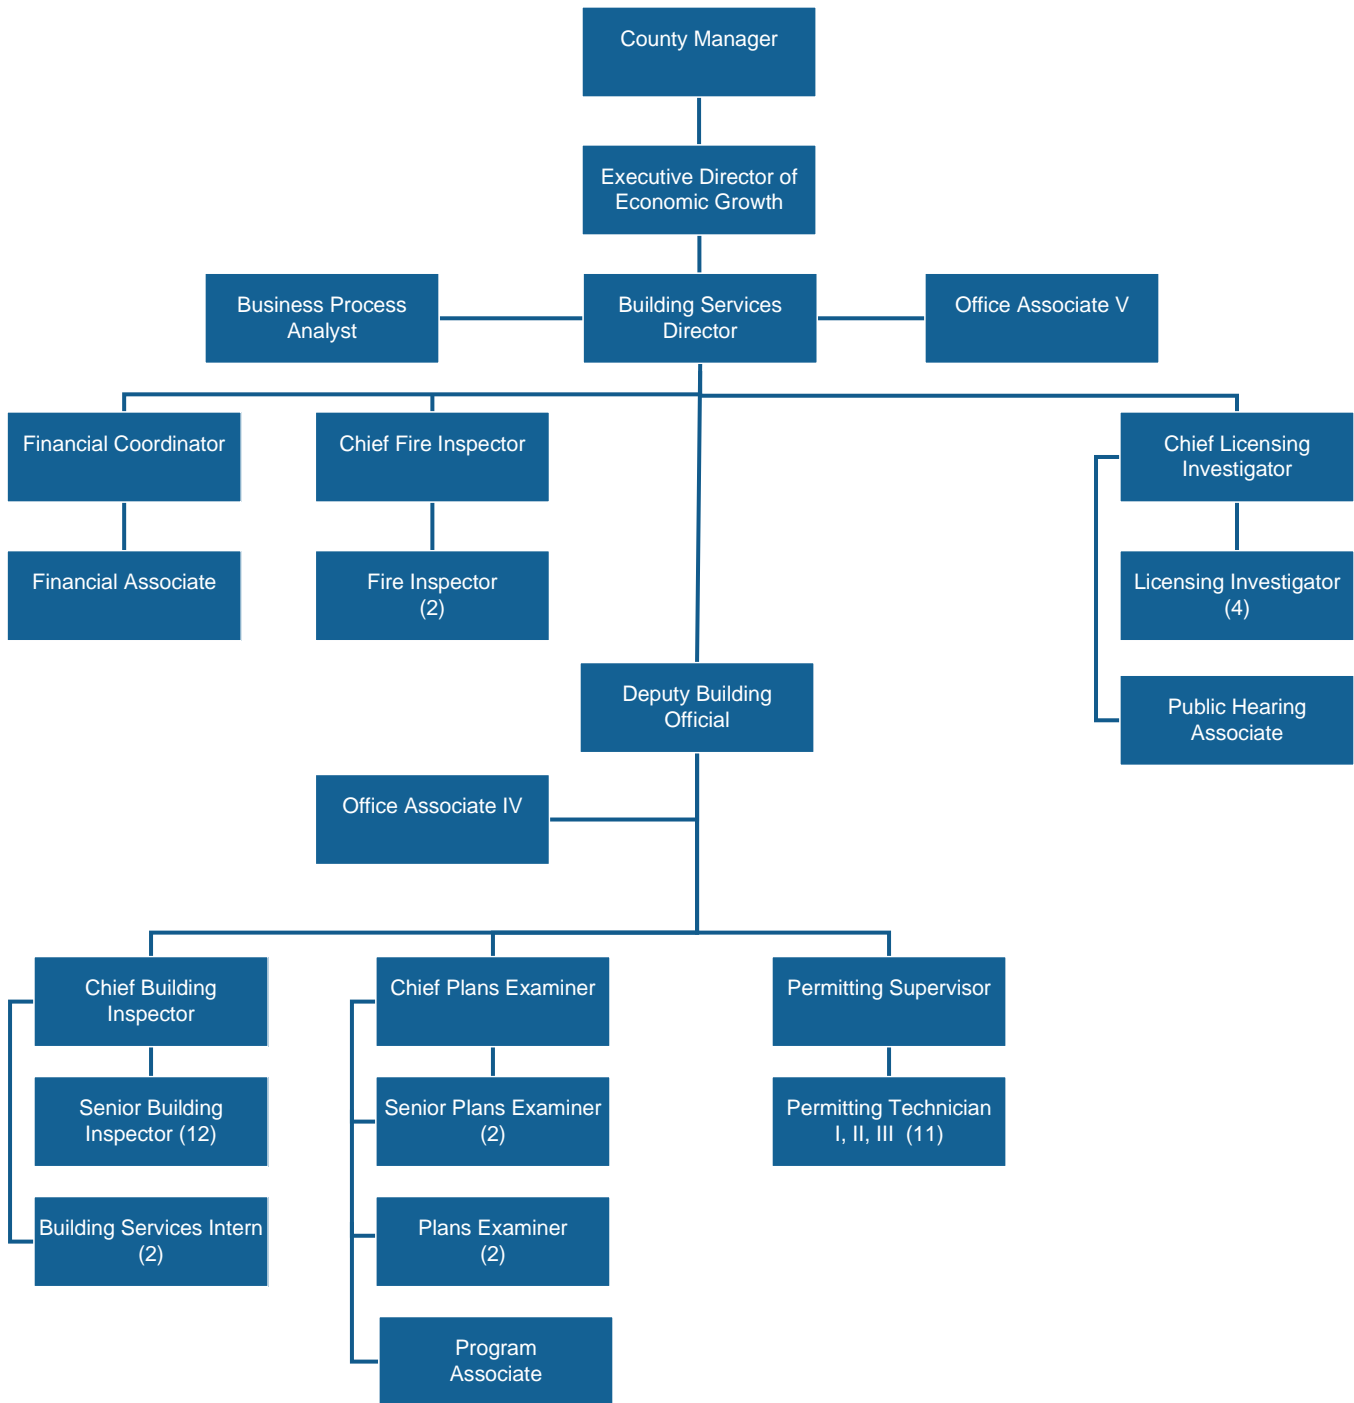 County Manager
Executive Director of
Economic Growth
Business Process
Analyst
Building Services
Director
Office Associate V
Financial Coordinator
Chief Fire Inspector
Chief Licensing
Investigator
Financial Associate
Fire Inspector
(2)
Licensing Investigator
(4)
Deputy Building
Official
Public Hearing
Associate
Office Associate IV
Chief Building
Inspector
Chief Plans Examiner
Permitting Supervisor
Senior Building
Inspector (12)
Senior Plans Examiner
(2)
Permitting Technician
I, II, III (11)
Building Services Intern
(2)
Plans Examiner
(2)
Program
Associate